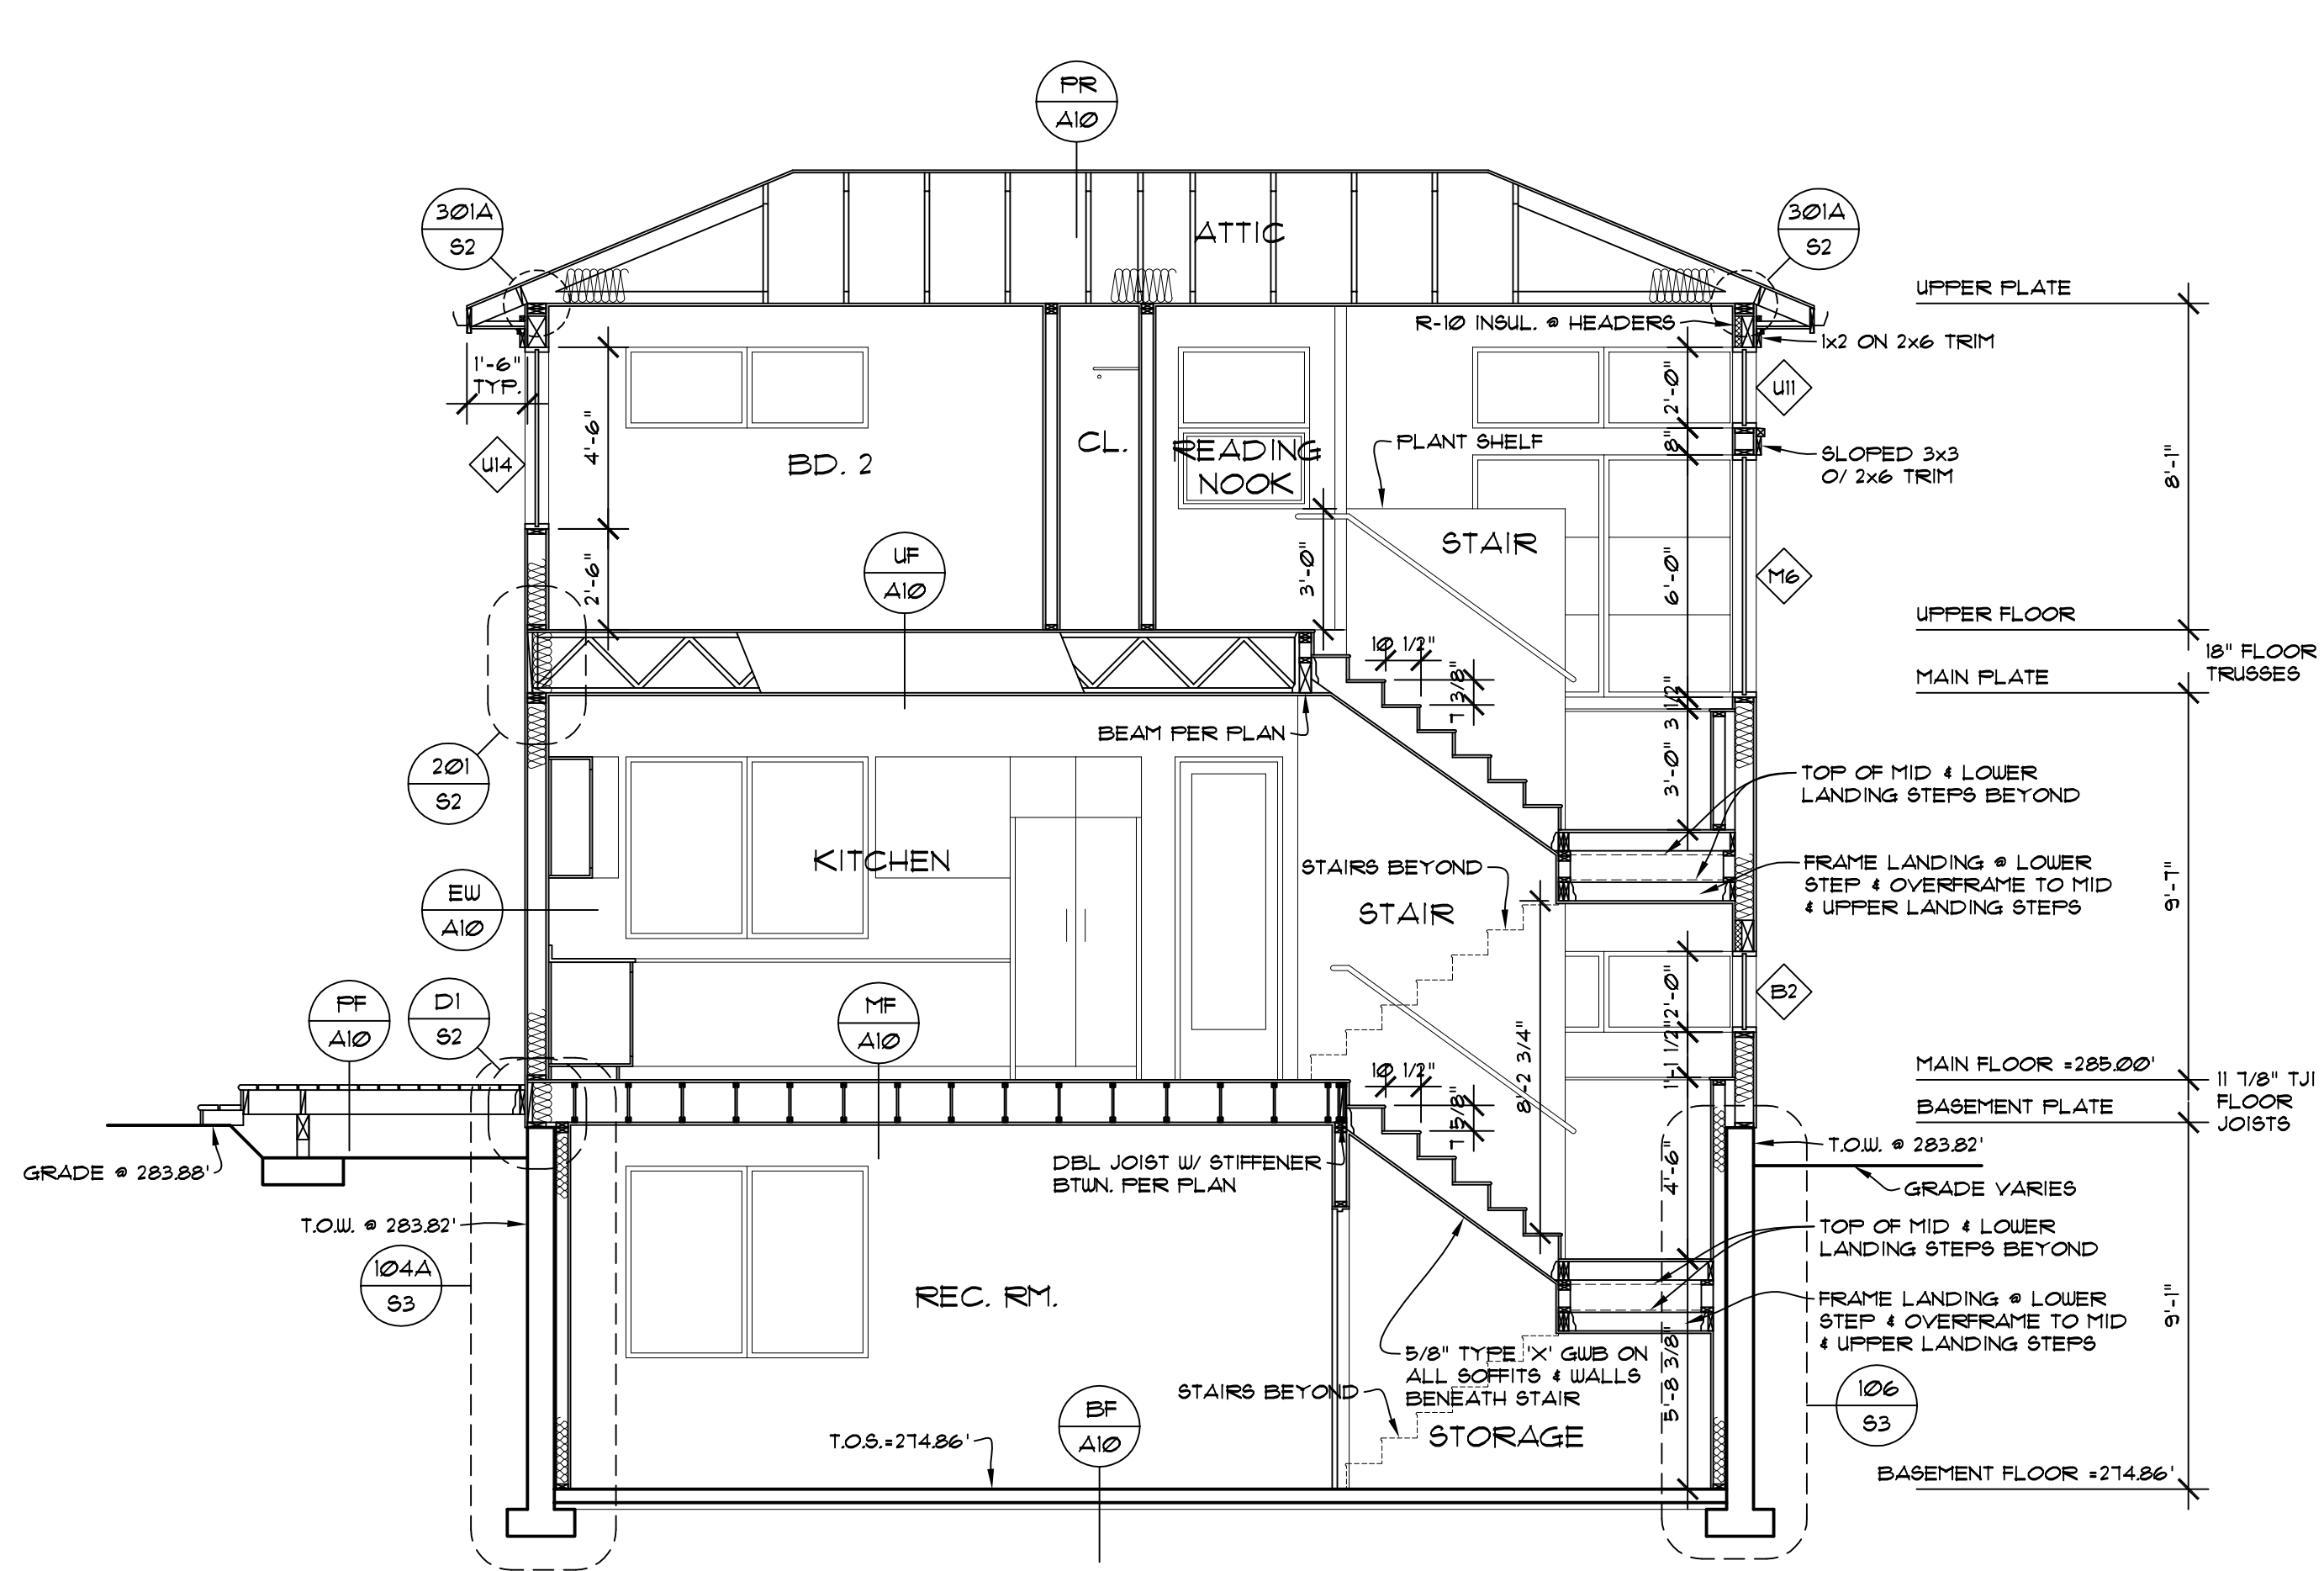 PR
A10
301A
S2
301A
S2
ATTIC
UPPER PLATE
R-10 INSUL. @ HEADERS
1x2 ON 2x6 TRIM
1'-6"
TYP.
2'-0"
U11
4'-6"
CL.
PLANT SHELF
8"
READING
NOOK
BD. 2
U14
SLOPED 3x3
O/ 2x6 TRIM
8'-1"
STAIR
UF
A10
2'-6"
3'-0"
6'-0"
M6
UPPER FLOOR
10 1/2"
18" FLOOR
TRUSSES
MAIN PLATE
7 3/8"
3 1/2"
BEAM PER PLAN
201
S2
3'-0"
TOP OF MID & LOWER
LANDING STEPS BEYOND
KITCHEN
STAIRS BEYOND
FRAME LANDING @ LOWER
STEP & OVERFRAME TO MID
& UPPER LANDING STEPS
9'-7"
EW
A10
STAIR
PF
A10
D1
S2
MF
A10
2'-0"
B2
8'-2 3/4"
1'-1 1/2"
MAIN FLOOR =285.00'
10 1/2"
11 7/8" TJI
FLOOR
JOISTS
BASEMENT PLATE
7 5/8"
T.O.W. @ 283.82'
GRADE @ 283.88'
DBL JOIST W/ STIFFENER
BTWN. PER PLAN
4'-6"
GRADE VARIES
T.O.W. @ 283.82'
TOP OF MID & LOWER
LANDING STEPS BEYOND
104A
S3
REC. RM.
FRAME LANDING @ LOWER
STEP & OVERFRAME TO MID
& UPPER LANDING STEPS
9'-1"
5/8" TYPE 'X' GWB ON
ALL SOFFITS & WALLS
BENEATH STAIR
5'-8 3/8"
STAIRS BEYOND
106
S3
BF
A10
STORAGE
T.O.S.=274.86'
BASEMENT FLOOR =274.86'